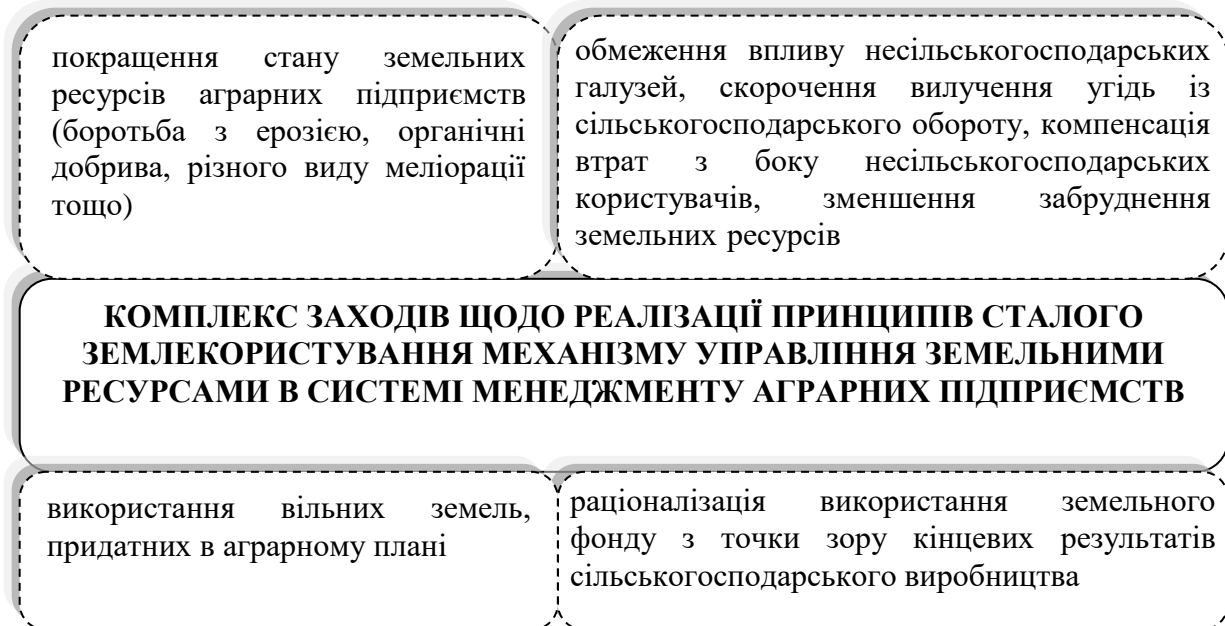 покращення стану земельних
ресурсів аграрних підприємств
(боротьба з ерозією, органічні
добрива, різного виду меліорації
тощо)
обмеження впливу несільськогосподарських
галузей, скорочення вилучення угідь із
сільськогосподарського обороту, компенсація
втрат з боку несільськогосподарських
користувачів, зменшення забруднення
земельних ресурсів
КОМПЛЕКС ЗАХОДІВ ЩОДО РЕАЛІЗАЦІЇ ПРИНЦИПІВ СТАЛОГО
ЗЕМЛЕКОРИСТУВАННЯ МЕХАНІЗМУ УПРАВЛІННЯ ЗЕМЕЛЬНИМИ
РЕСУРСАМИ В СИСТЕМІ МЕНЕДЖМЕНТУ АГРАРНИХ ПІДПРИЄМСТВ
використання вільних земель,
придатних в аграрному плані
раціоналізація використання земельного
фонду з точки зору кінцевих результатів
сільськогосподарського виробництва